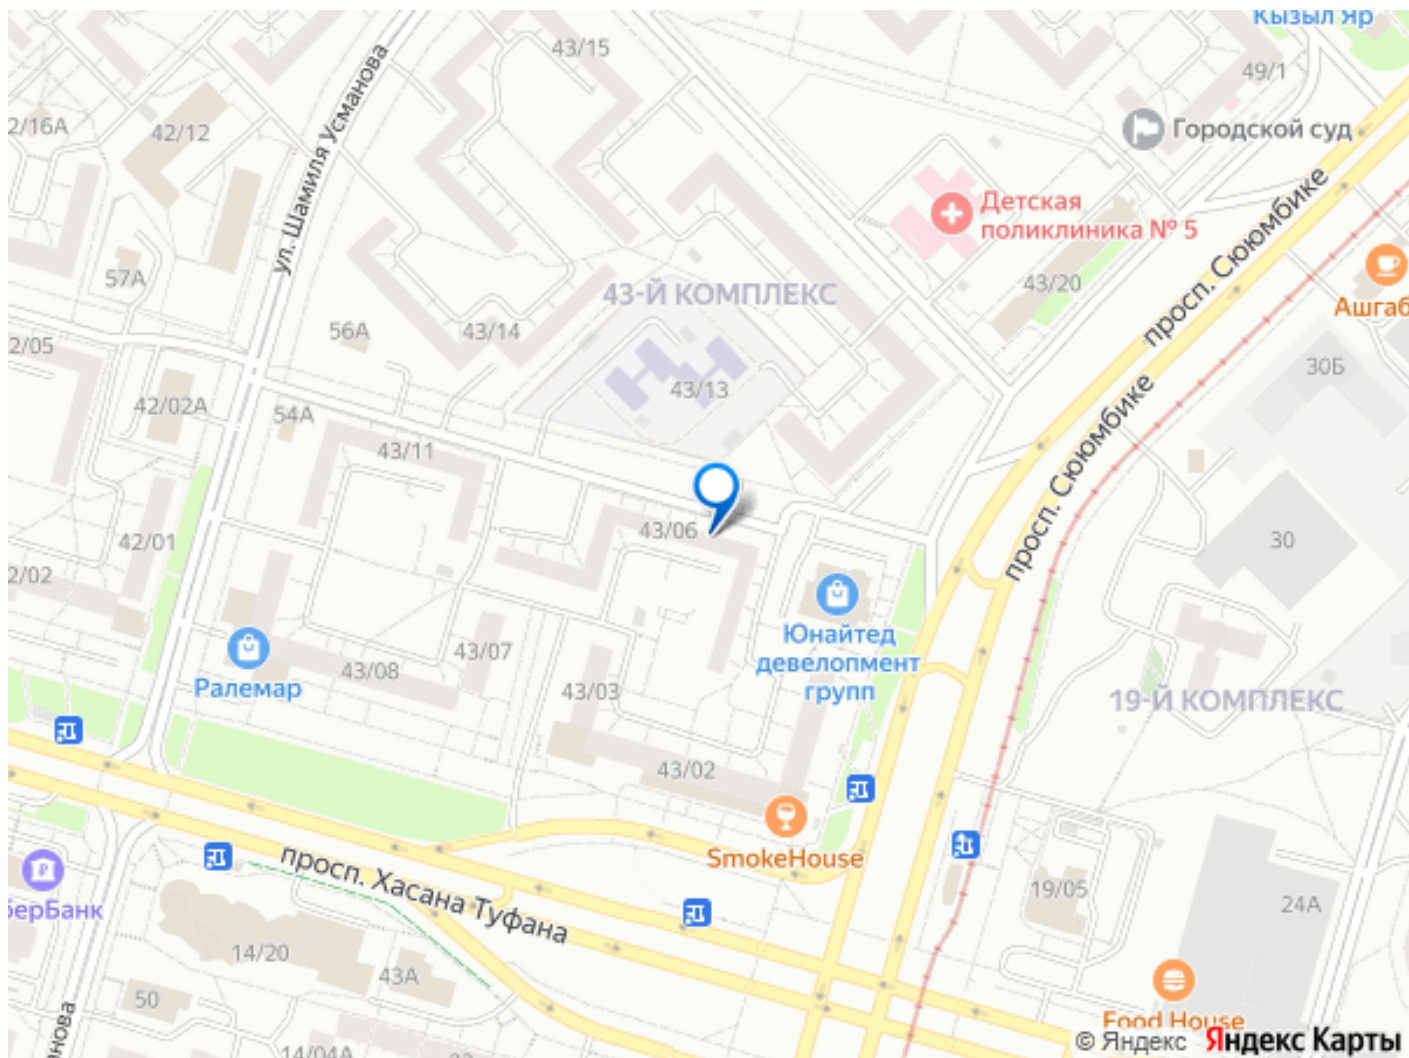 Кызыл Яр
43/15
49/1
2/16А
42/12
Городской суд
ул. Шамиля Усманова
Детская
поликлиника № 5
просп. Сююмбике
57А
43/20
43-Й КОМПЛЕКС
Ашгаб
56А
43/14
2/05
30Б
43/13
42/02А
54А
просп. Сююмбике
43/11
43/06
42/01
30
2/02
Юнайтед
девелопмент
групп
43/07
43/08
Ралемар
43/03
19-Й КОМПЛЕКС
43/02
SmokeHouse
просп. Хасана Туфана
берБанк
19/05
24А
14/20
43А
50
Food House
анова
14/04А
© Яндекс Яндекс Карты